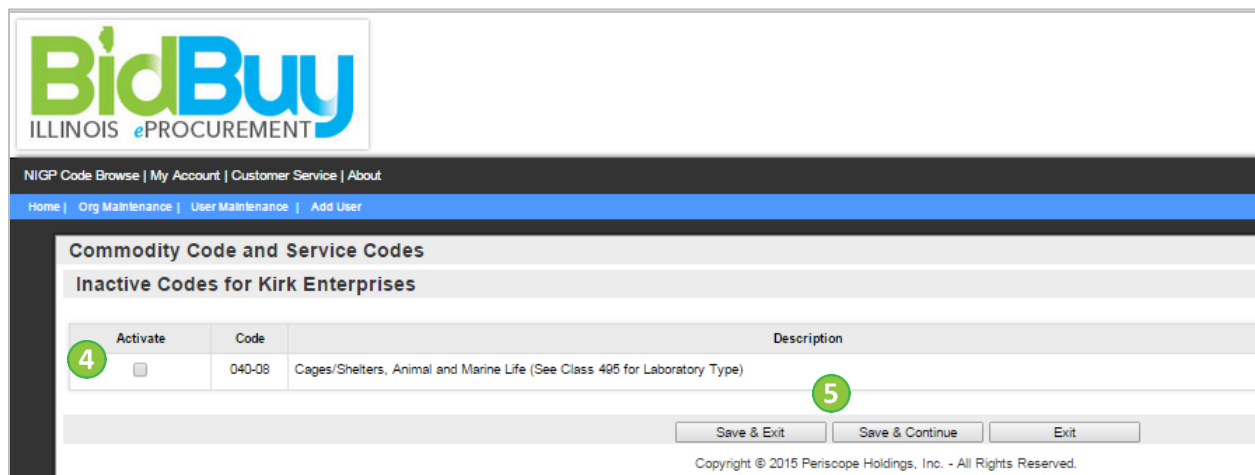 BidBuy
ILLINOIS ePROCUREMENT
NIGP Code Browse | My Account | Customer Service | About
Home | Org Maintenance | User Maintenance | Add User
Commodity Code and Service Codes
Inactive Codes for Kirk Enterprises
Activate Code Description
4 040-08 Cages/Shelters, Animal and Marine Life (See Class 495 for Laboratory Type)
5
Save & Exit Save & Continue Exit
Copyright © 2015 Periscope Holdings, Inc. - All Rights Reserved.